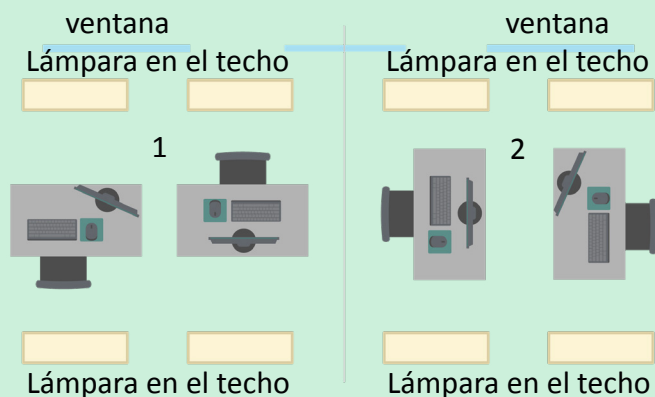 ventana
ventana
Lámpara en el techo
Lámpara en el techo
1
2
Lámpara en el techo
Lámpara en el techo